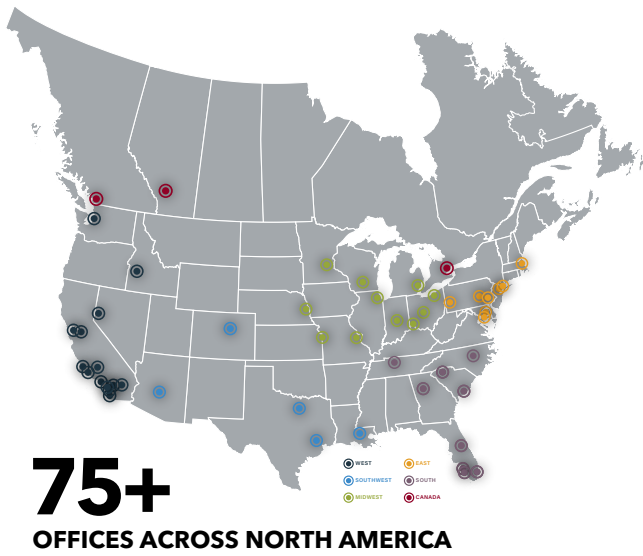 75+
OFFICES ACROSS NORTH AMERICA
WEST
EAST
SOUTHWEST
SOUTH
MIDWEST
CANADA